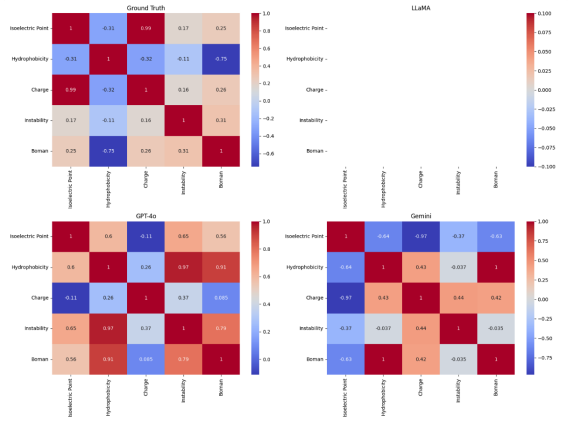 Ground Truth
Isoelectric Point 1 -0.31 0.99 0.17 0.25
Hydrophobicity -0.31 1 -0.32 -0.11 -0.75
Charge 0.99 -0.32 1 0.16 0.26
Instability 0.17 -0.11 0.16 1 0.31
Boman 0.25 -0.75 0.26 0.31 1
Isoelectric Point Hydrophobicity Charge Instability Boman
1.0
0.8
0.6
0.4
0.2
0.0
-0.2
-0.4
-0.6
LLaMA
Isoelectric Point
Hydrophobicity
Charge
Instability
Boman
Isoelectric Point Hydrophobicity Charge Instability Boman
0.100
0.075
0.050
0.025
0.000
-0.025
-0.050
-0.075
-0.100
GPT-4o
Isoelectric Point 1 0.6 -0.11 0.65 0.56
Hydrophobicity 0.6 1 0.26 0.97 0.91
Charge -0.11 0.26 1 0.37 0.085
Instability 0.65 0.97 0.37 1 0.79
Boman 0.56 0.91 0.085 0.79 1
Isoelectric Point Hydrophobicity Charge Instability Boman
1.0
0.8
0.6
0.4
0.2
0.0
Gemini
Isoelectric Point 1 -0.64 -0.97 -0.37 -0.63
Hydrophobicity -0.64 1 0.43 -0.037 1
Charge -0.97 0.43 1 0.44 0.42
Instability -0.37 -0.037 0.44 1 -0.035
Boman -0.63 1 0.42 -0.035 1
Isoelectric Point Hydrophobicity Charge Instability Boman
1.00
0.75
0.50
0.25
0.00
-0.25
-0.50
-0.75